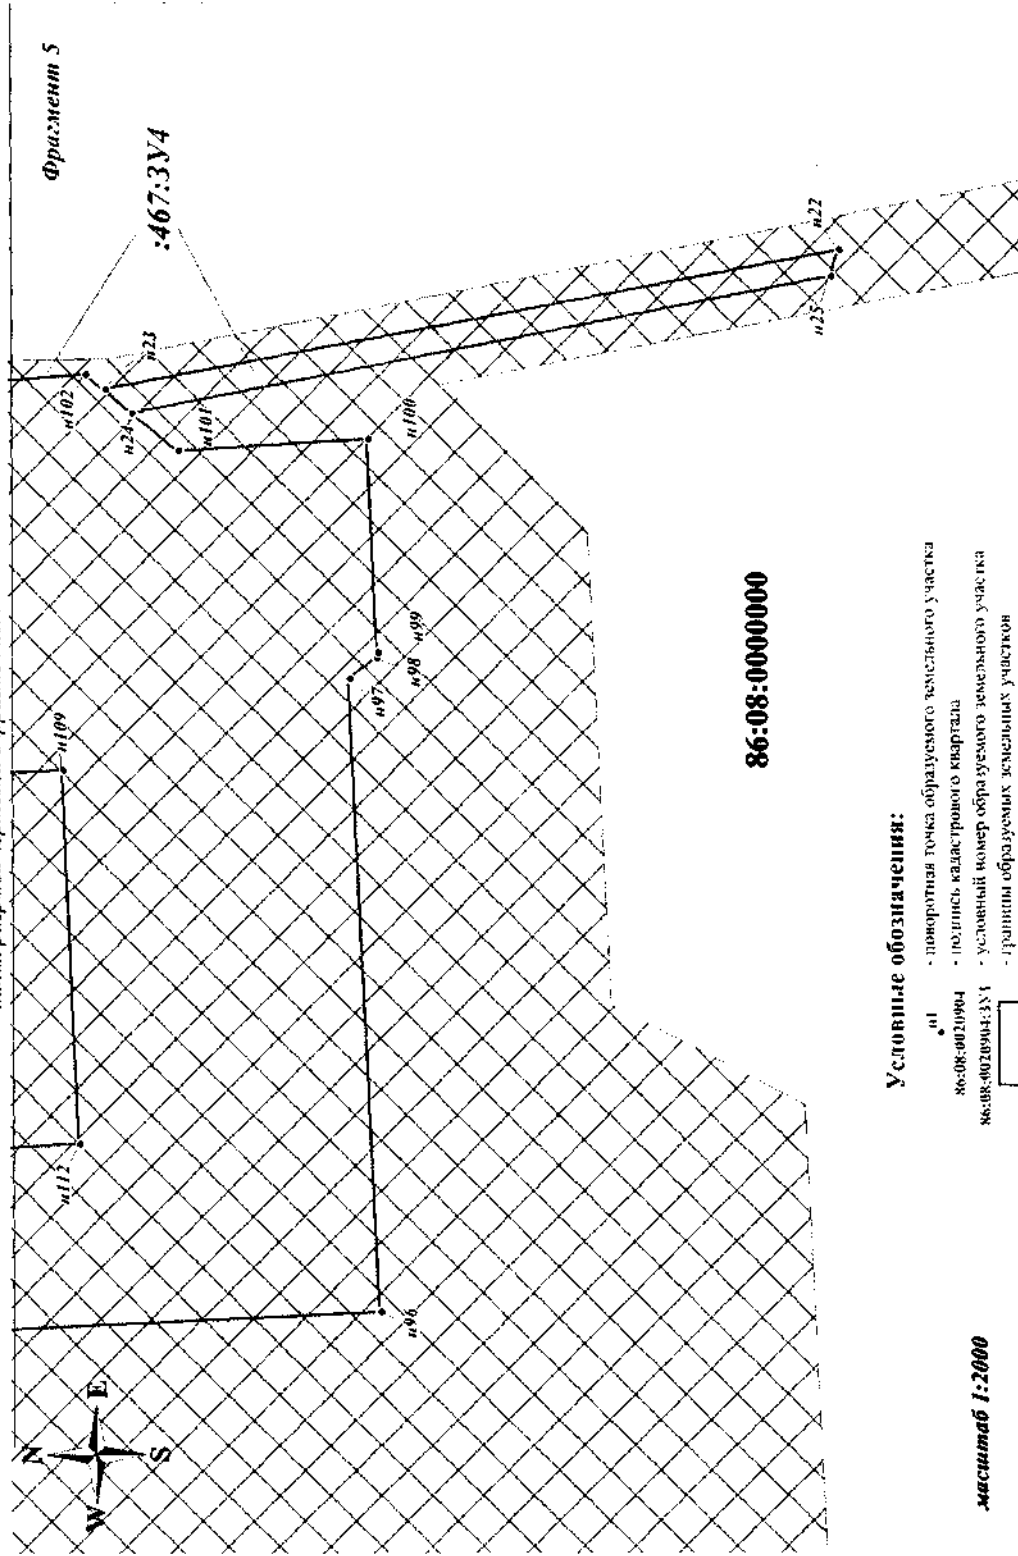 Фрагмент 5
:467:ЗУ4
н102
н23
н24
н101
н100
н22
н25
н109
н112
н97
н98
н99
н96
N
W
E
S
86:08:0000000
Условные обозначения:
н1 - поворотная точка образуемого земельного участка
86:08:0020904 - подпись кадастрового квартала
86:08:0020904:ЗУ1 - условный номер образуемого земельного участка
- границы образуемых земельных участков
масштаб 1:2000